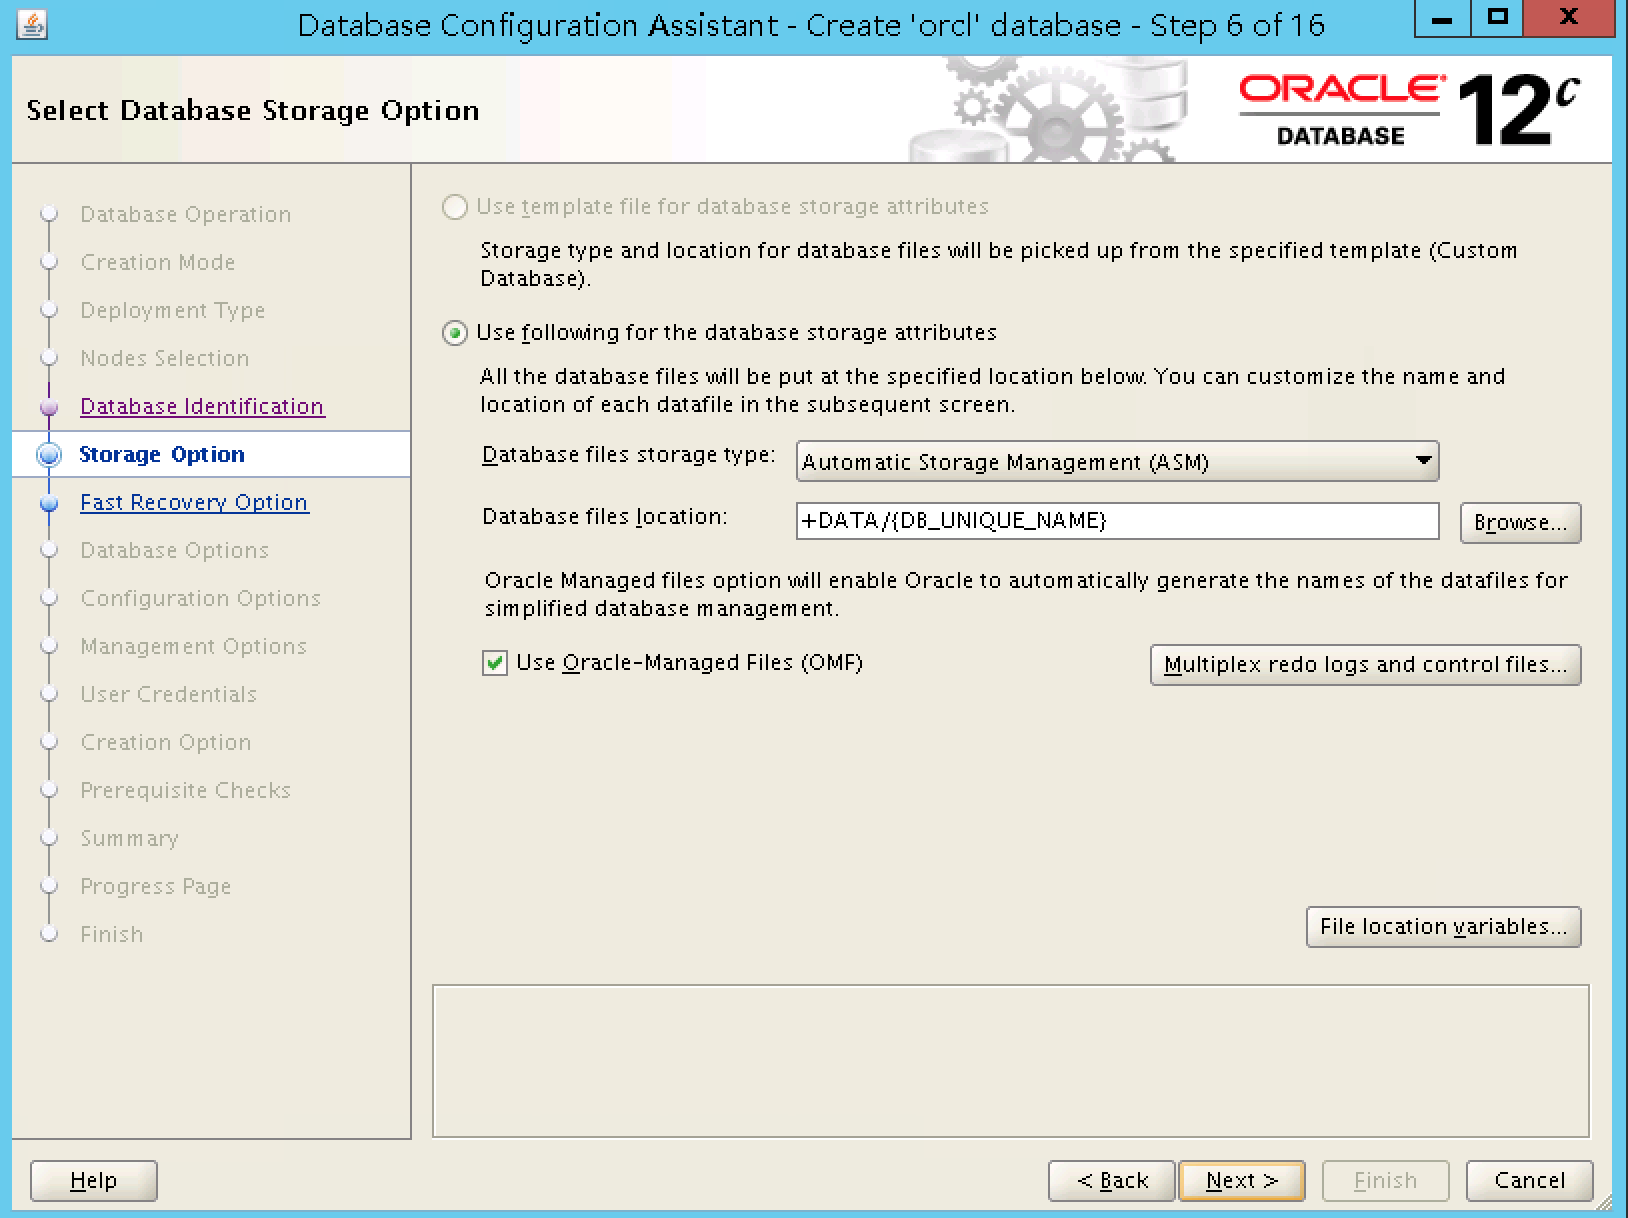 Database Configuration Assistant - Create 'orcl' database - Step 6 of 16
Select Database Storage Option
ORACLE
DATABASE
12c
Database Operation
Creation Mode
Deployment Type
Nodes Selection
Database Identification
Storage Option
Fast Recovery Option
Database Options
Configuration Options
Management Options
User Credentials
Creation Option
Prerequisite Checks
Summary
Progress Page
Finish
Use template file for database storage attributes
Storage type and location for database files will be picked up from the specified template (Custom
Database).
Use following for the database storage attributes
All the database files will be put at the specified location below. You can customize the name and
location of each datafile in the subsequent screen.
Database files storage type: Automatic Storage Management (ASM)
Database files location: +DATA/{DB_UNIQUE_NAME} Browse...
Oracle Managed files option will enable Oracle to automatically generate the names of the datafiles for
simplified database management.
Use Oracle-Managed Files (OMF) Multiplex redo logs and control files...
File location variables...
Help < Back Next > Finish Cancel